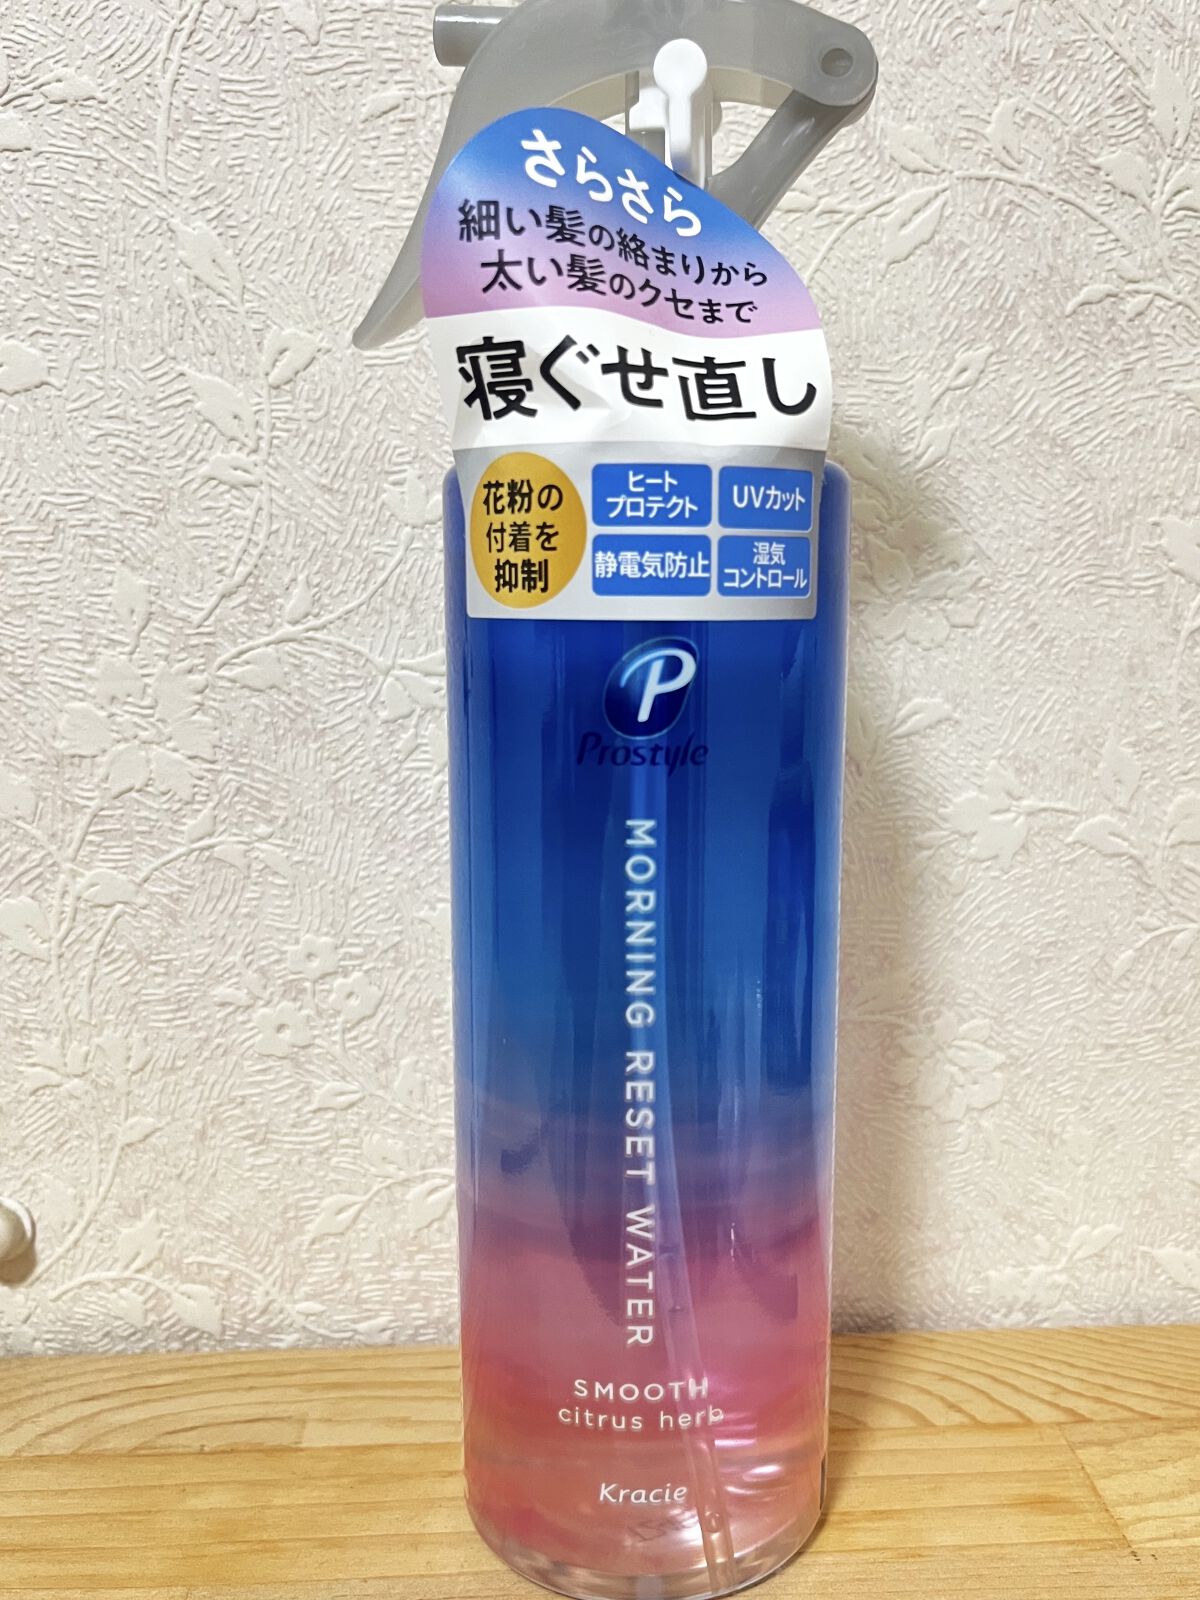 さらさら
細い髪の絡まりから
太い髪のクセまで
寝ぐせ直し
花粉の
付着を
抑制
ヒート
プロテクト
UVカット
静電気防止
湿気
コントロール
P
Prostyle
MORNING RESET WATER
SMOOTH
citrus herb
Kracie